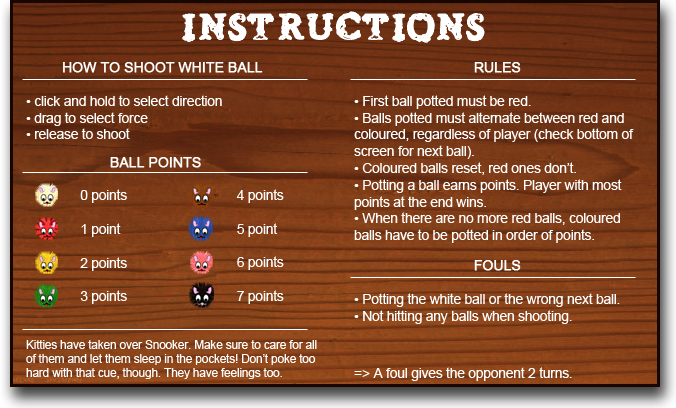 INSTRUCTIONS
HOW TO SHOOT WHITE BALL
• click and hold to select direction
• drag to select force
• release to shoot
BALL POINTS
0 points
4 points
1 point
5 point
2 points
6 points
3 points
7 points
Kitties have taken over Snooker. Make sure to care for all
of them and let them sleep in the pockets! Don't poke too
hard with that cue, though. They have feelings too.
RULES
• First ball potted must be red.
• Balls potted must alternate between red and
coloured, regardless of player (check bottom of
screen for next ball).
• Coloured balls reset, red ones don't.
• Potting a ball earns points. Player with most
points at the end wins.
• When there are no more red balls, coloured
balls have to be potted in order of points.
FOULS
• Potting the white ball or the wrong next ball.
• Not hitting any balls when shooting.
=> A foul gives the opponent 2 turns.